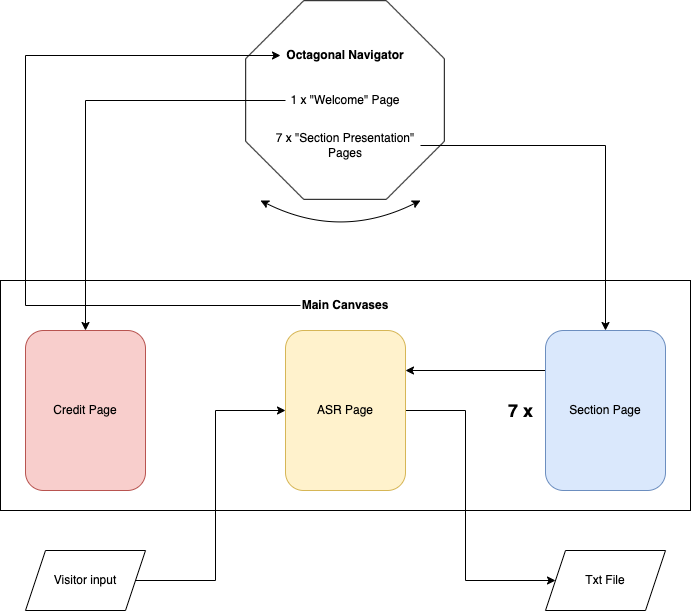 Octagonal Navigator
1 x "Welcome" Page
7 x "Section Presentation"
Pages
Main Canvases
Credit Page
ASR Page
7 x
Section Page
Visitor input
Txt File